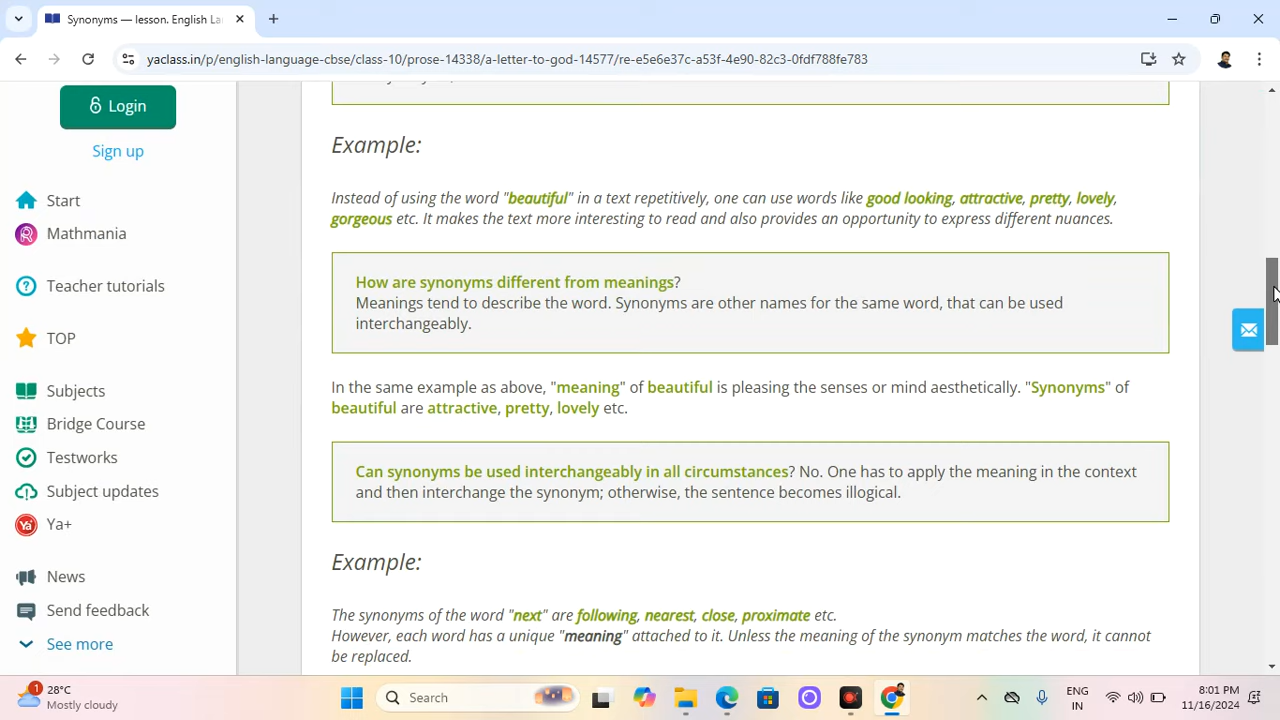 Synonyms — lesson. English La
yaclass.in/p/english-language-cbse/class-10/prose-14338/a-letter-to-god-14577/re-e5e6e37c-a53f-4e90-82c3-0fdf788fe783
Login
Sign up
Start
Mathmania
Teacher tutorials
TOP
Subjects
Bridge Course
Testworks
Subject updates
Ya+
News
Send feedback
See more
Example:
Instead of using the word "beautiful" in a text repetitively, one can use words like good looking, attractive, pretty, lovely,
gorgeous etc. It makes the text more interesting to read and also provides an opportunity to express different nuances.
How are synonyms different from meanings?
Meanings tend to describe the word. Synonyms are other names for the same word, that can be used
interchangeably.
In the same example as above, "meaning" of beautiful is pleasing the senses or mind aesthetically. "Synonyms" of
beautiful are attractive, pretty, lovely etc.
Can synonyms be used interchangeably in all circumstances? No. One has to apply the meaning in the context
and then interchange the synonym; otherwise, the sentence becomes illogical.
Example:
The synonyms of the word "next" are following, nearest, close, proximate etc.
However, each word has a unique "meaning" attached to it. Unless the meaning of the synonym matches the word, it cannot
be replaced.
1
28°C
Mostly cloudy
Search
ENG
IN
8:01 PM
11/16/2024